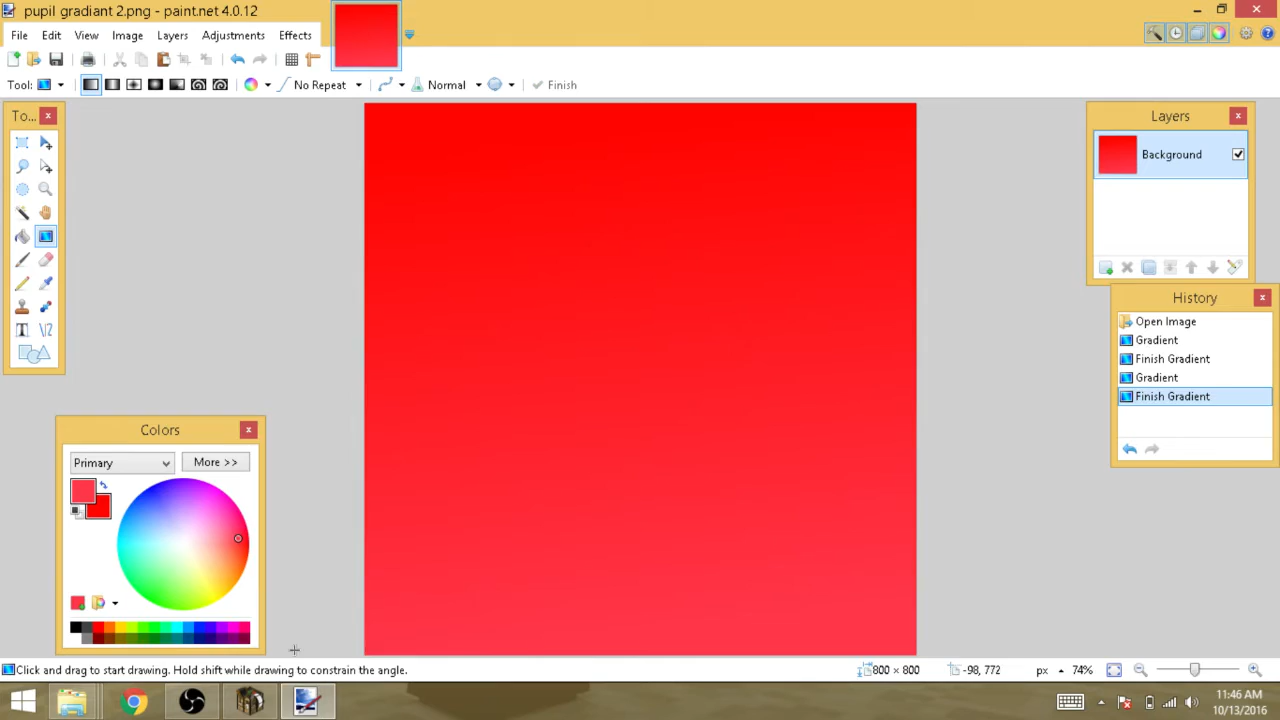 pupil gradiant 2.png - paint.net 4.0.12
File Edit View Image Layers Adjustments Effects
Tool: No Repeat Normal Finish
To...
Layers
Background
History
Open Image
Gradient
Finish Gradient
Gradient
Finish Gradient
Colors
Primary More >>
Click and drag to start drawing. Hold shift while drawing to constrain the angle. 800 × 800 -98, 772 px 74%
11:46 AM
10/13/2016